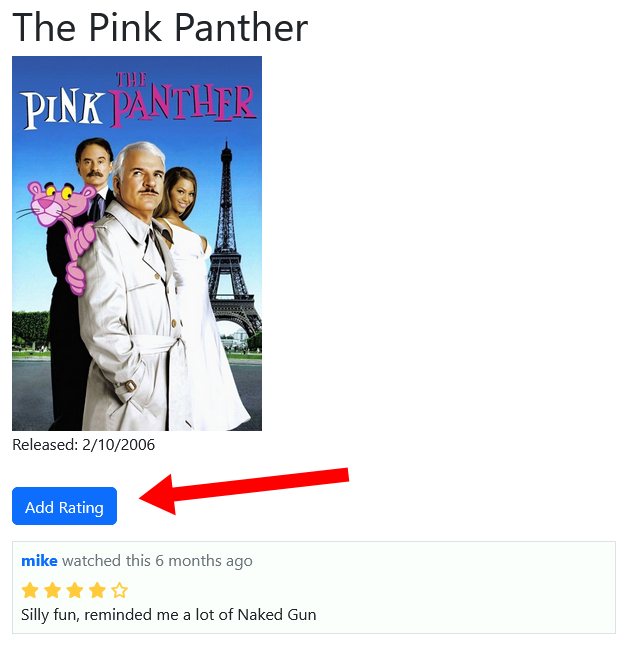 The Pink Panther
THE
PINK PANTHER
Released: 2/10/2006
Add Rating
mike watched this 6 months ago
Silly fun, reminded me a lot of Naked Gun